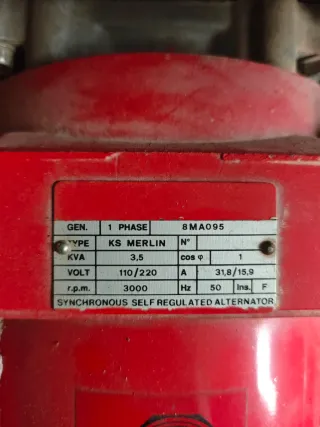 GEN. 1 PHASE 8MA095
TYPE KS MERLIN N°
KVA 3,5 cos φ 1
VOLT 110/220 A 31,8/15,9
r.p.m. 3000 Hz 50 Ins. F
SYNCHRONOUS SELF REGULATED ALTERNATOR